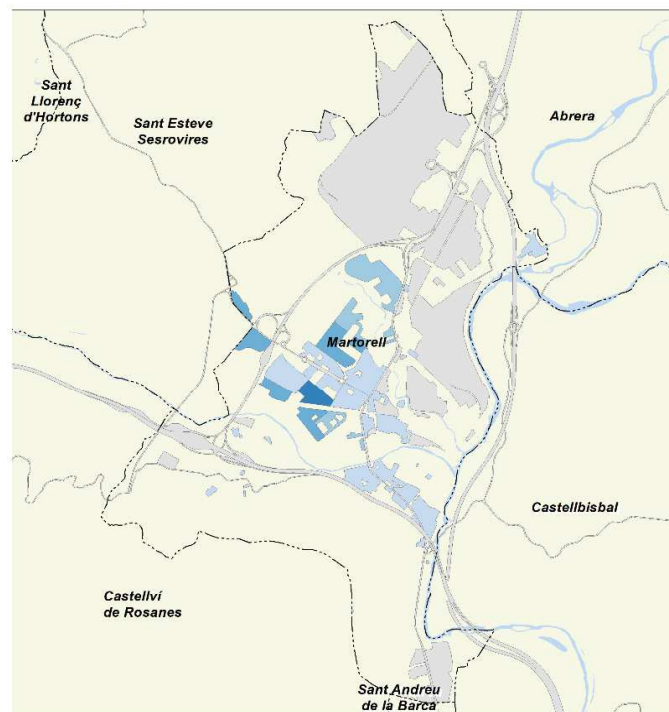 Sant
Llorenç
d'Hortons
Sant Esteve
Sesrovires
Abrera
Martorell
Castellbisbal
Castellví
de Rosanes
Sant Andreu
de la Barca